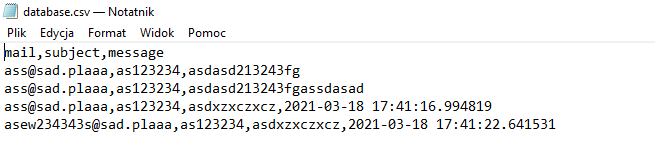 database.csv — Notatnik
Plik Edycja Format Widok Pomoc
mail,subject,message
ass@sad.plaaa,as123234,asdasd213243fg
ass@sad.plaaa,as123234,asdasd213243fgassdasad
ass@sad.plaaa,as123234,asdxzxczxcz,2021-03-18 17:41:16.994819
asew234343s@sad.plaaa,as123234,asdxzxczxcz,2021-03-18 17:41:22.641531